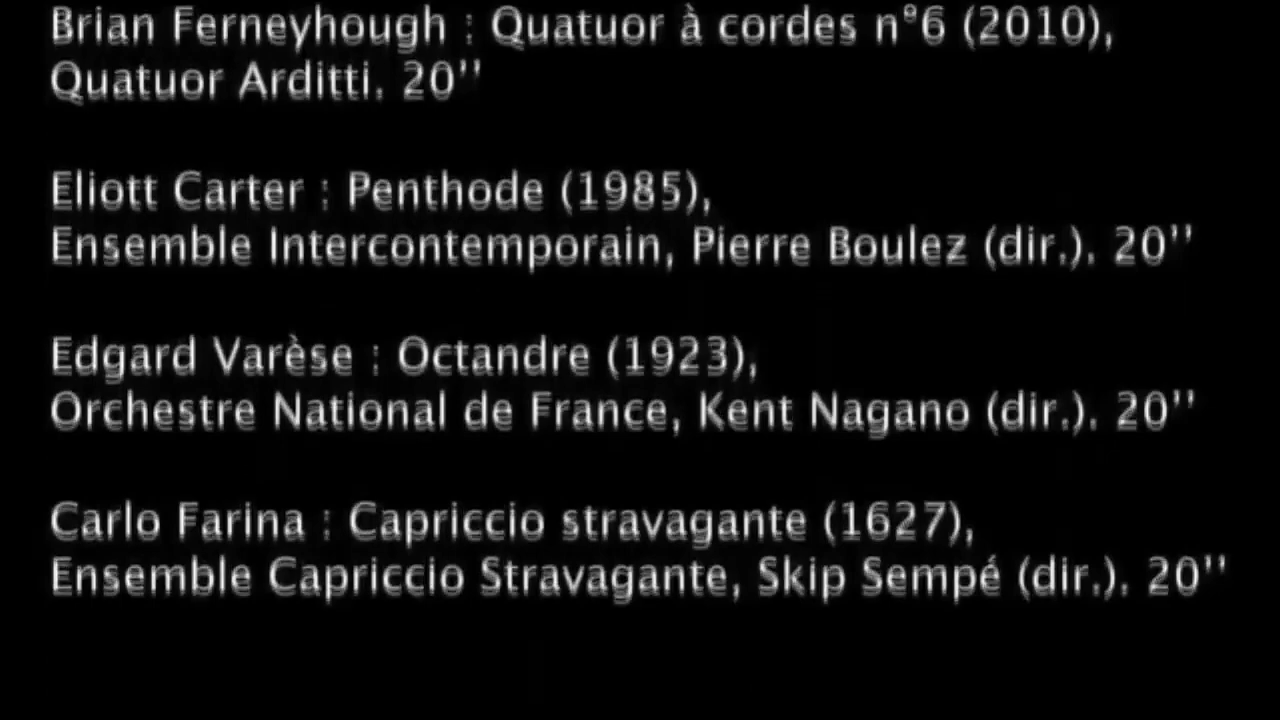 Brian Ferneyhough : Quatuor à cordes n°6 (2010),
Quatuor Arditti. 20''
Eliott Carter : Penthode (1985),
Ensemble Intercontemporain, Pierre Boulez (dir.). 20''
Edgard Varèse : Octandre (1923),
Orchestre National de France, Kent Nagano (dir.). 20''
Carlo Farina : Capriccio stravagante (1627),
Ensemble Capriccio Stravagante, Skip Sempé (dir.). 20''